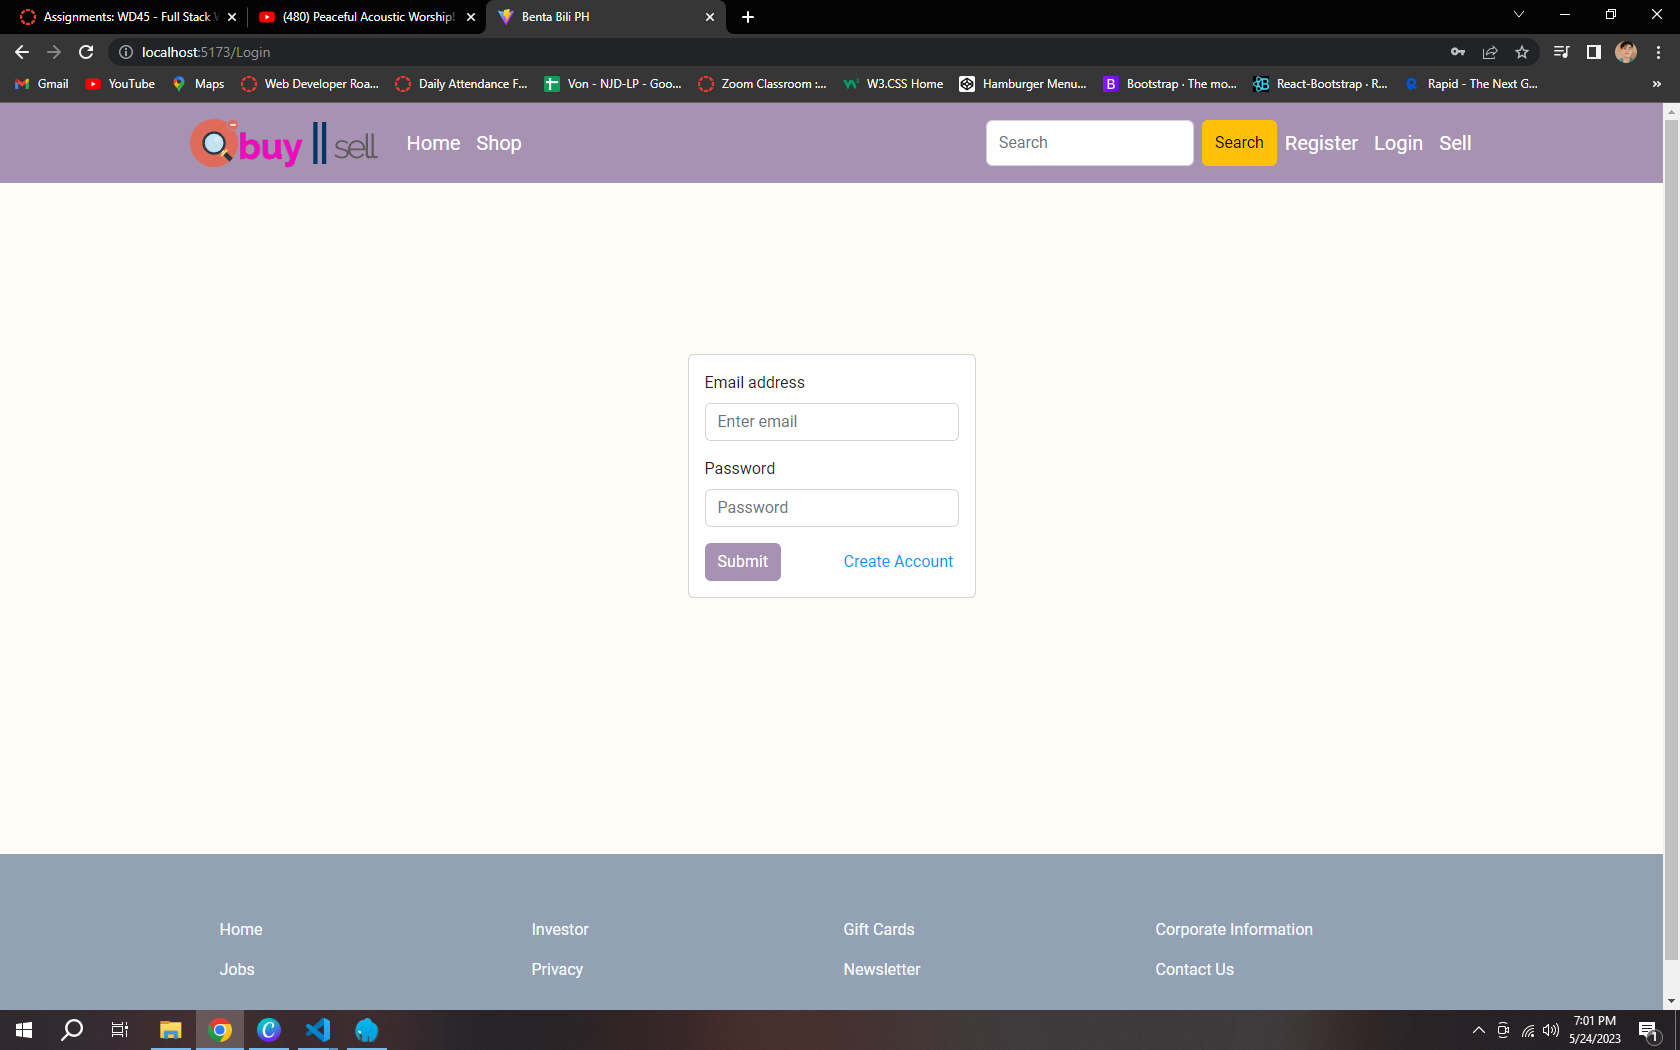 Assignments: WD45 - Full Stack
(480) Peaceful Acoustic Worship!
Benta Bili PH
localhost:5173/Login
Gmail
YouTube
Maps
Web Developer Roa...
Daily Attendance F...
Von - NJD-LP - Goo...
Zoom Classroom :...
W3.CSS Home
Hamburger Menu...
B Bootstrap · The mo...
React-Bootstrap · R...
Rapid - The Next G...
buy || sell
Home
Shop
Search
Search
Register
Login
Sell
Email address
Enter email
Password
Password
Submit
Create Account
Home
Investor
Gift Cards
Corporate Information
Jobs
Privacy
Newsletter
Contact Us
7:01 PM
5/24/2023
1